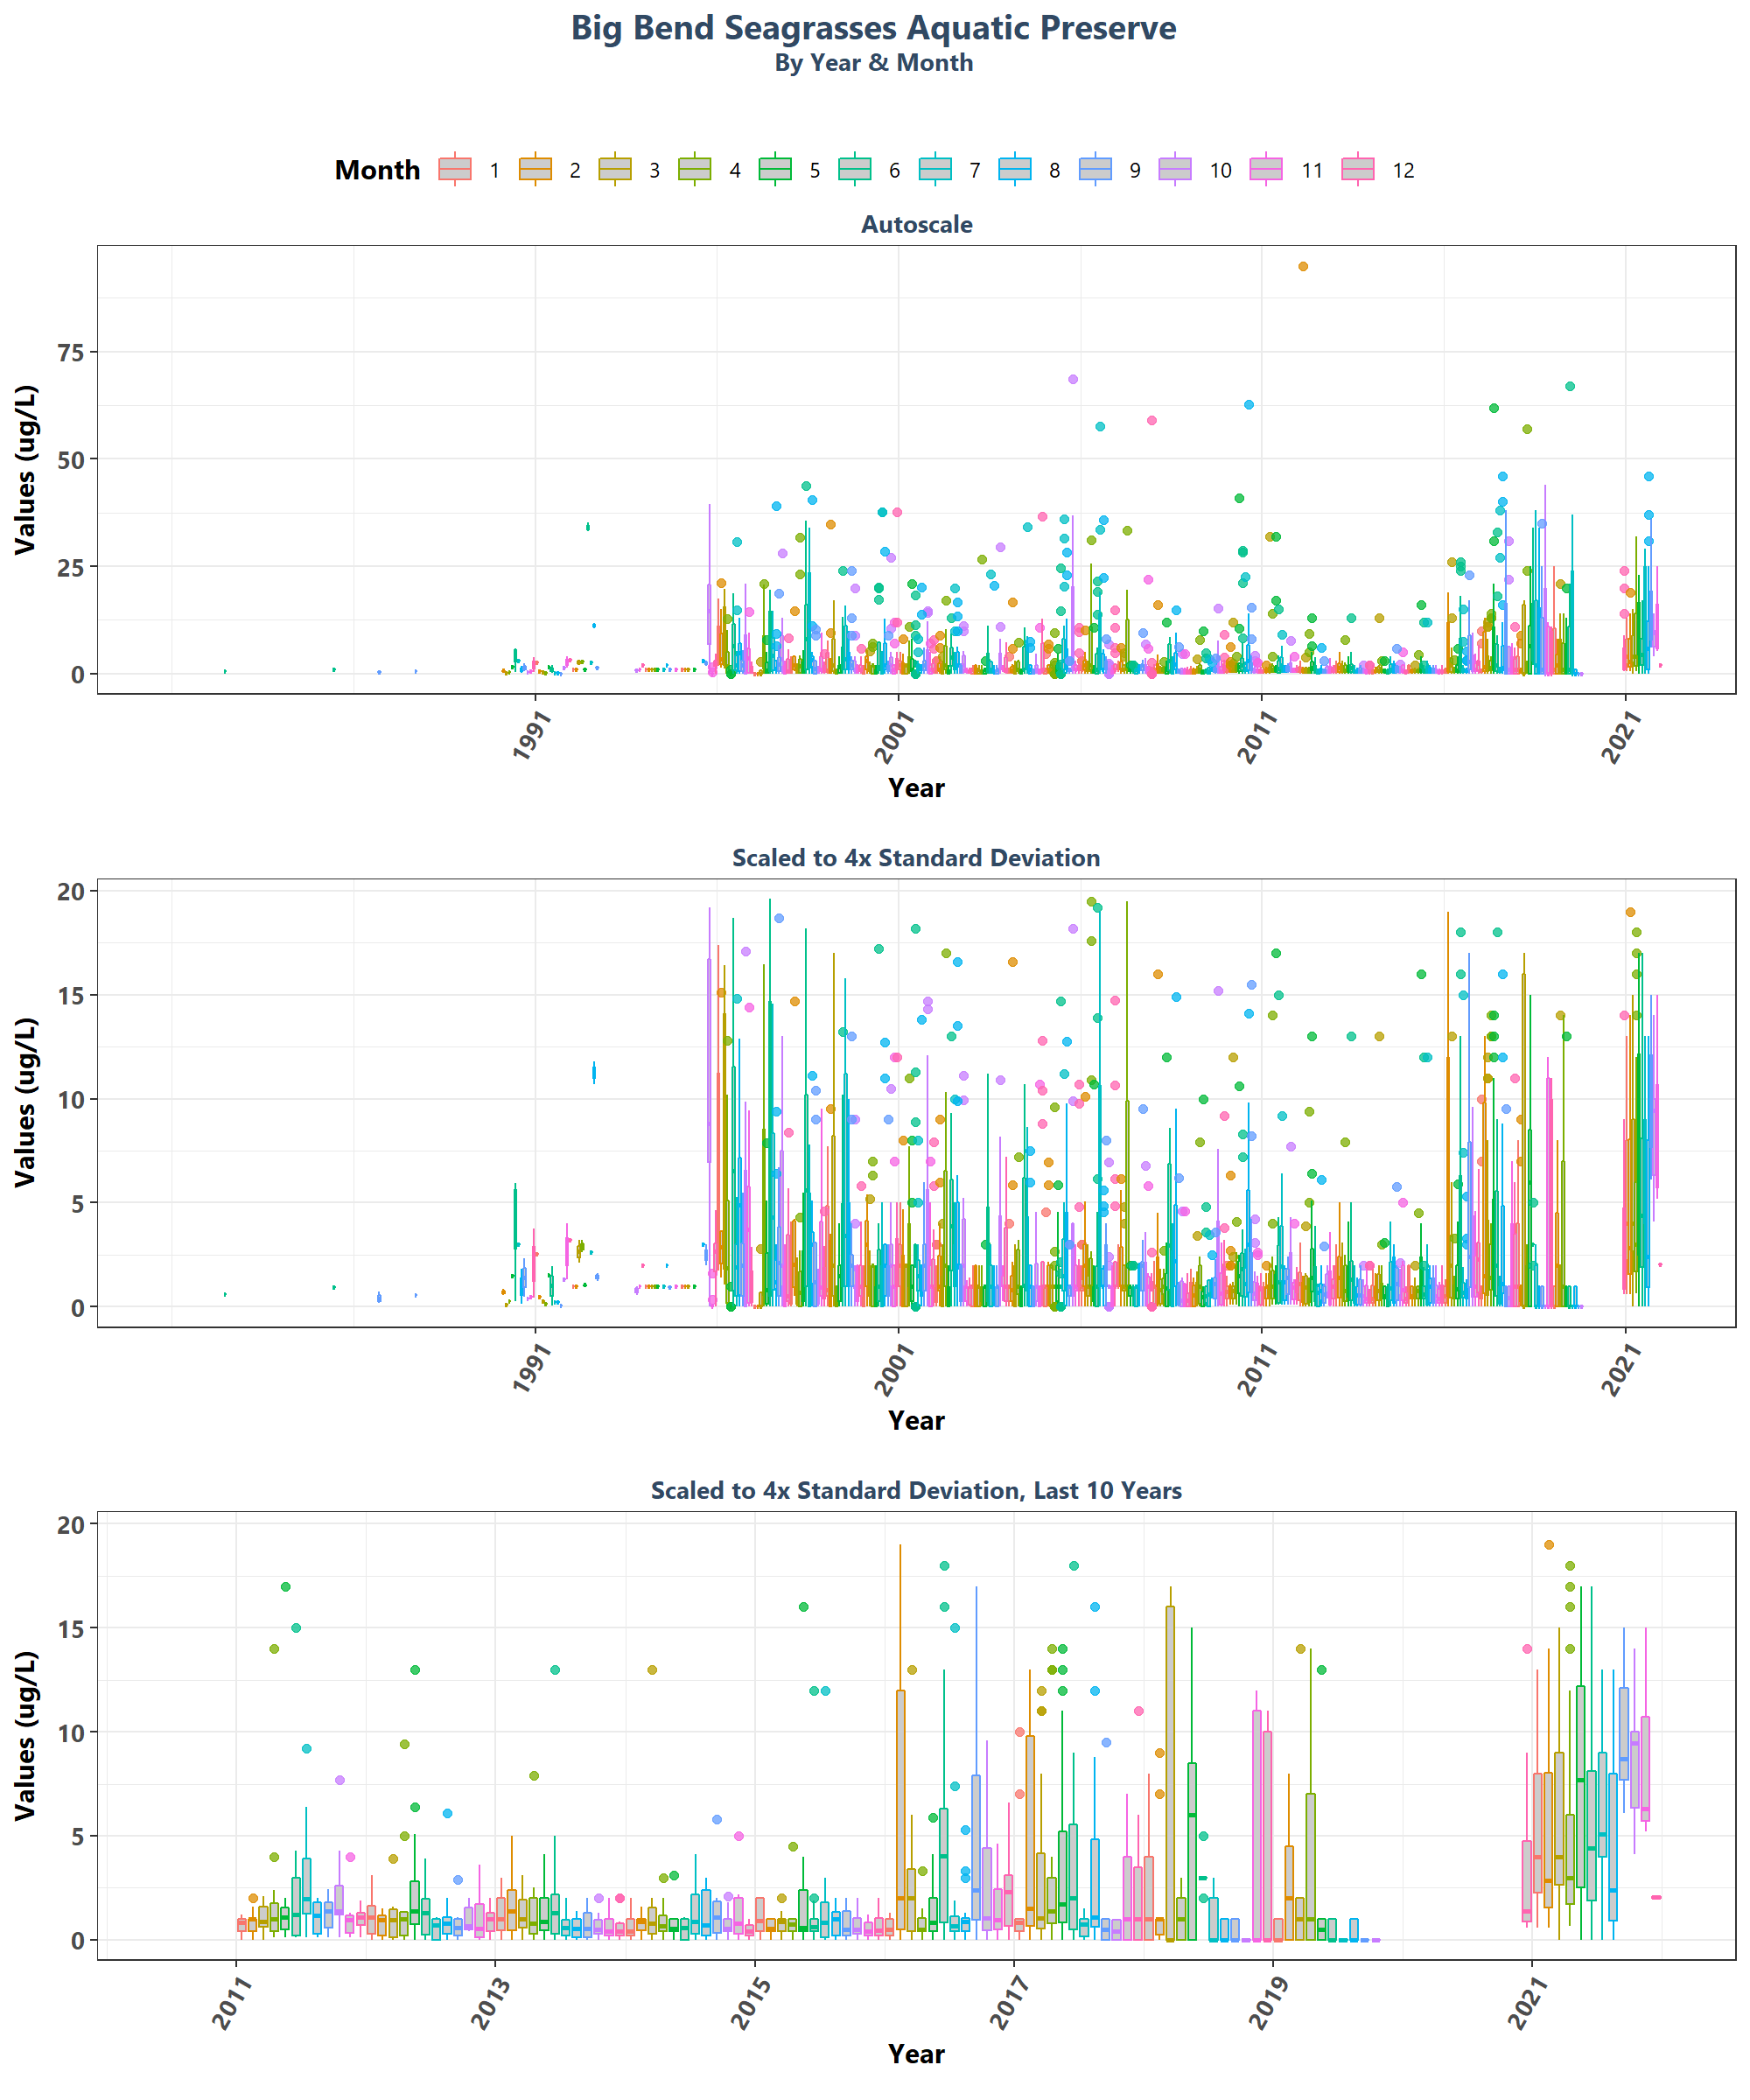 Big Bend Seagrasses Aquatic Preserve
By Year & Month
Month 1 2 3 4 5 6 7 8 9 10 11 12
Autoscale
Values (ug/L)
75
50
25
0
1991 2001 2011 2021
Year
Scaled to 4x Standard Deviation
Values (ug/L)
20
15
10
5
0
1991 2001 2011 2021
Year
Scaled to 4x Standard Deviation, Last 10 Years
Values (ug/L)
20
15
10
5
0
2011 2013 2015 2017 2019 2021
Year